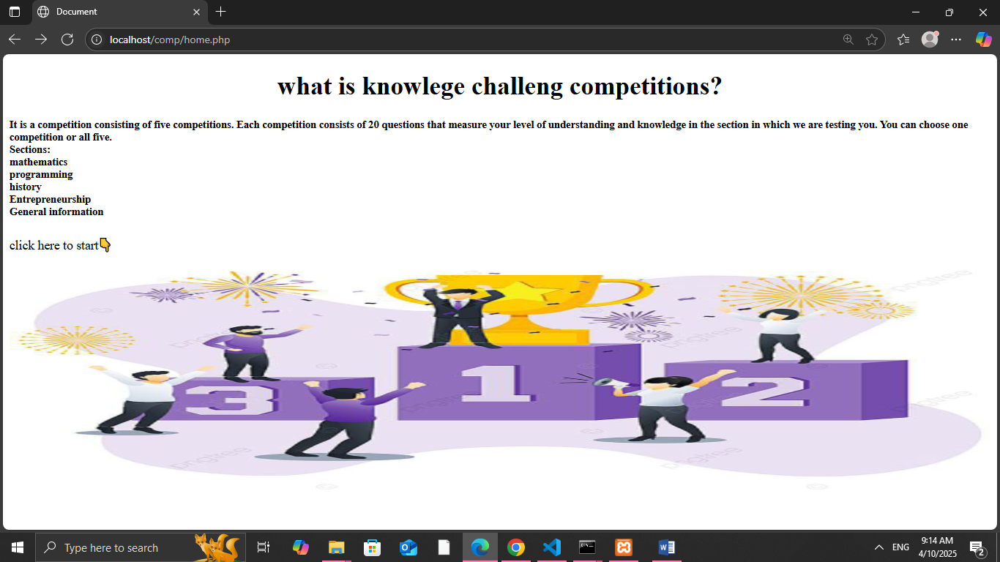 Document
localhost/comp/home.php
what is knowlege challeng competitions?
It is a competition consisting of five competitions. Each competition consists of 20 questions that measure your level of understanding and knowledge in the section in which we are testing you. You can choose one
competition or all five.
Sections:
mathematics
programming
history
Entrepreneurship
General information
click here to start👇
pngtee
1
2
3
Type here to search
ENG
9:14 AM
4/10/2025
2